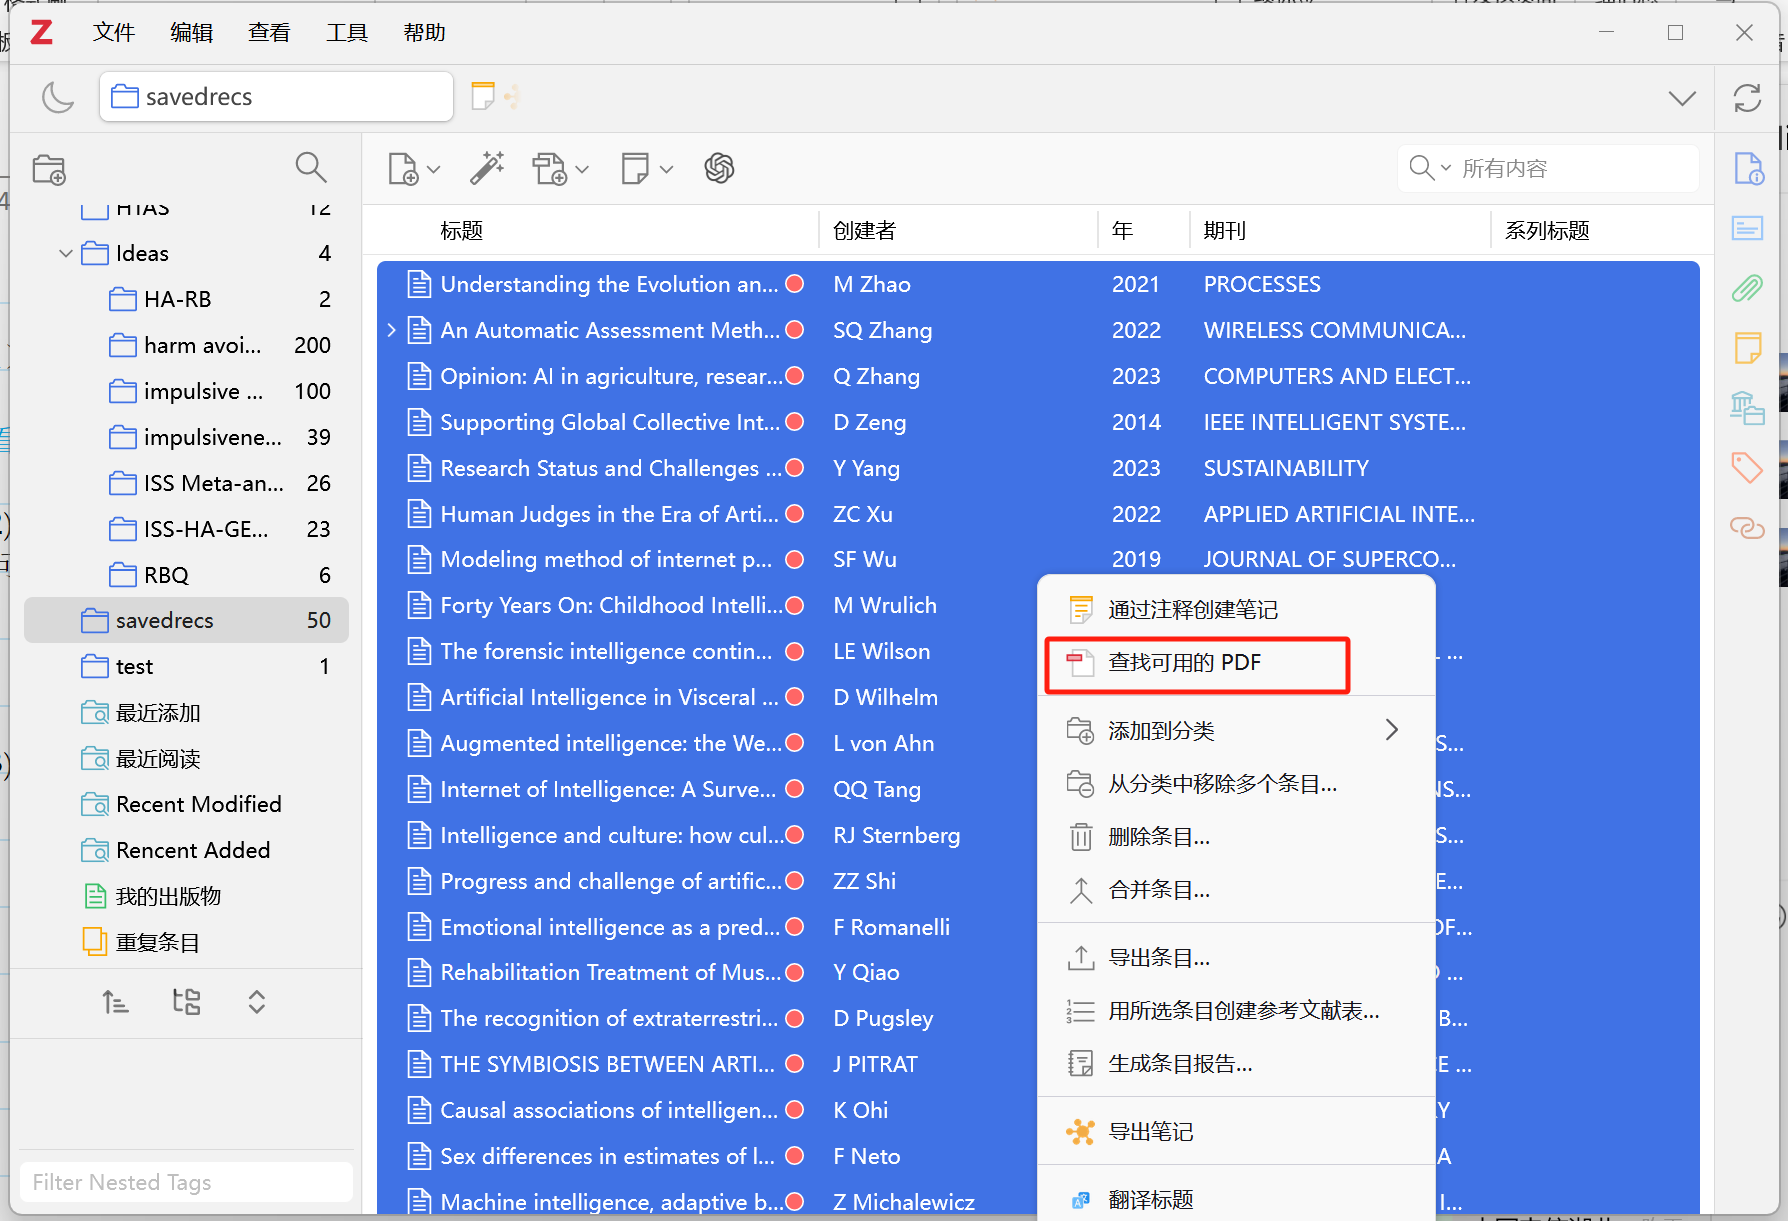 文件 编辑 查看 工具 帮助
savedrecs
所有内容
标题 创建者 年 期刊 系列标题
HTAS 12
Ideas 4
HA-RB 2
harm avoi... 200
impulsive ... 100
impulsivene... 39
ISS Meta-an... 26
ISS-HA-GE... 23
RBQ 6
savedrecs 50
test 1
最近添加
最近阅读
Recent Modified
Rencent Added
我的出版物
重复条目
Filter Nested Tags
Understanding the Evolution an... M Zhao 2021 PROCESSES
An Automatic Assessment Meth... SQ Zhang 2022 WIRELESS COMMUNICA...
Opinion: AI in agriculture, resear... Q Zhang 2023 COMPUTERS AND ELECT...
Supporting Global Collective Int... D Zeng 2014 IEEE INTELLIGENT SYSTE...
Research Status and Challenges ... Y Yang 2023 SUSTAINABILITY
Human Judges in the Era of Arti... ZC Xu 2022 APPLIED ARTIFICIAL INTE...
Modeling method of internet p... SF Wu 2019 JOURNAL OF SUPERCO...
Forty Years On: Childhood Intelli... M Wrulich
The forensic intelligence contin... LE Wilson
Artificial Intelligence in Visceral ... D Wilhelm
Augmented intelligence: the We... L von Ahn S...
Internet of Intelligence: A Surve... QQ Tang NS...
Intelligence and culture: how cul... RJ Sternberg S...
Progress and challenge of artific... ZZ Shi E...
Emotional intelligence as a pred... F Romanelli OF...
Rehabilitation Treatment of Mus... Y Qiao
The recognition of extraterrestri... D Pugsley B...
THE SYMBIOSIS BETWEEN ARTI... J PITRAT E ...
Causal associations of intelligen... K Ohi Y
Sex differences in estimates of I... F Neto A
Machine intelligence, adaptive b... Z Michalewicz I...
通过注释创建笔记
查找可用的 PDF
添加到分类
从分类中移除多个条目...
删除条目...
合并条目...
导出条目...
用所选条目创建参考文献表...
生成条目报告...
导出笔记
翻译标题